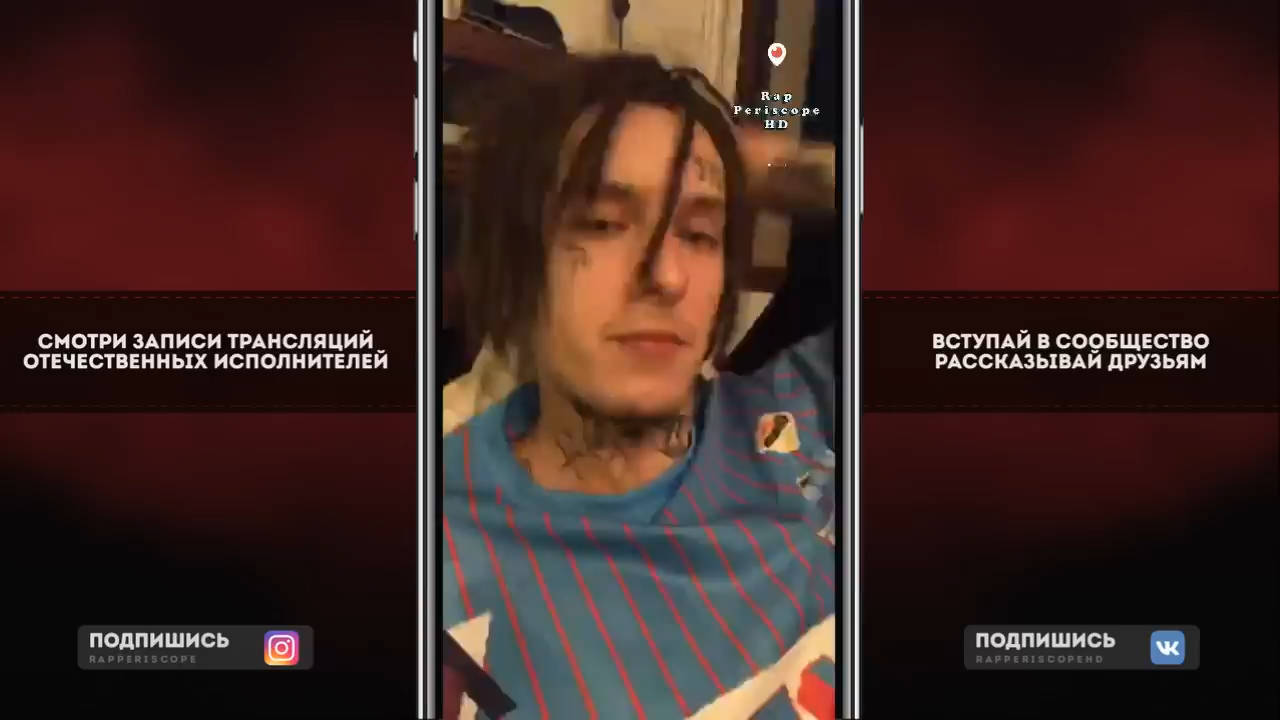 Rap
Periscope
HD
СМОТРИ ЗАПИСИ ТРАНСЛЯЦИЙ
ОТЕЧЕСТВЕННЫХ ИСПОЛНИТЕЛЕЙ
ВСТУПАЙ В СООБЩЕСТВО
РАССКАЗЫВАЙ ДРУЗЬЯМ
ПОДПИШИСЬ
RAPPERISCOPE
ПОДПИШИСЬ
RAPPERISCOPEHD